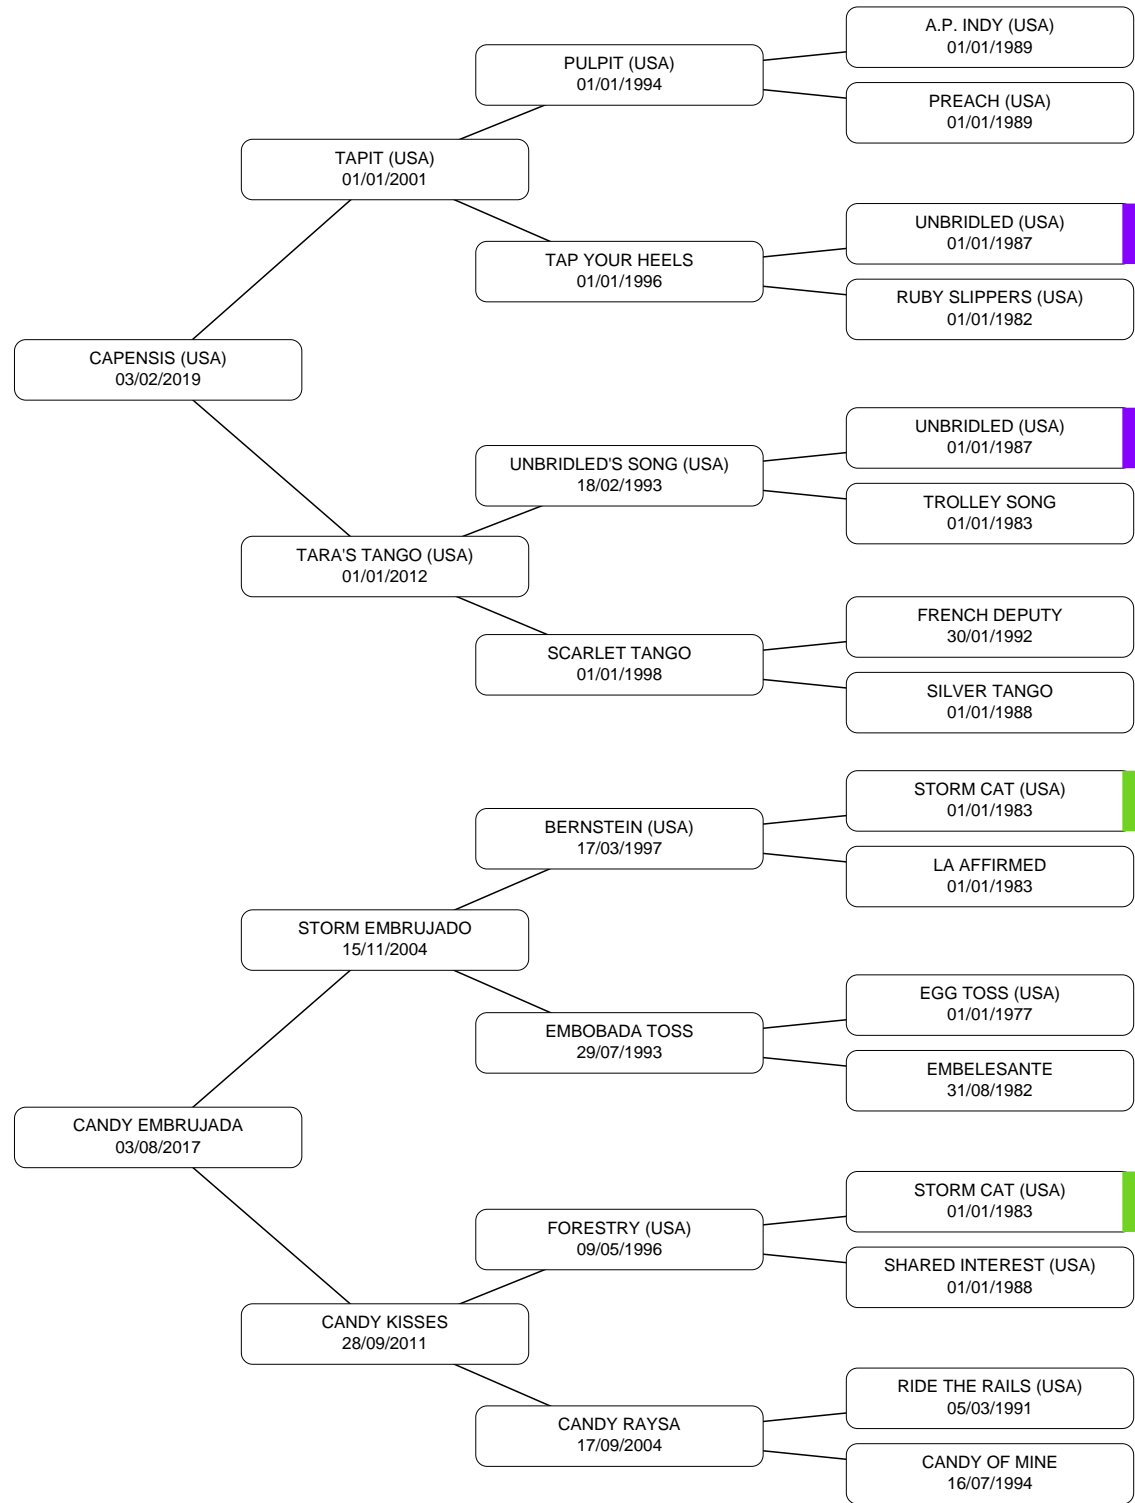 A.P. INDY (USA)
01/01/1989
PULPIT (USA)
01/01/1994
PREACH (USA)
01/01/1989
TAPIT (USA)
01/01/2001
UNBRIDLED (USA)
01/01/1987
TAP YOUR HEELS
01/01/1996
RUBY SLIPPERS (USA)
01/01/1982
CAPENSIS (USA)
03/02/2019
UNBRIDLED (USA)
01/01/1987
UNBRIDLED'S SONG (USA)
18/02/1993
TROLLEY SONG
01/01/1983
TARA'S TANGO (USA)
01/01/2012
FRENCH DEPUTY
30/01/1992
SCARLET TANGO
01/01/1998
SILVER TANGO
01/01/1988
STORM CAT (USA)
01/01/1983
BERNSTEIN (USA)
17/03/1997
LA AFFIRMED
01/01/1983
STORM EMBRUJADO
15/11/2004
EGG TOSS (USA)
01/01/1977
EMBOBADA TOSS
29/07/1993
EMBELESANTE
31/08/1982
CANDY EMBRUJADA
03/08/2017
STORM CAT (USA)
01/01/1983
FORESTRY (USA)
09/05/1996
SHARED INTEREST (USA)
01/01/1988
CANDY KISSES
28/09/2011
RIDE THE RAILS (USA)
05/03/1991
CANDY RAYSA
17/09/2004
CANDY OF MINE
16/07/1994